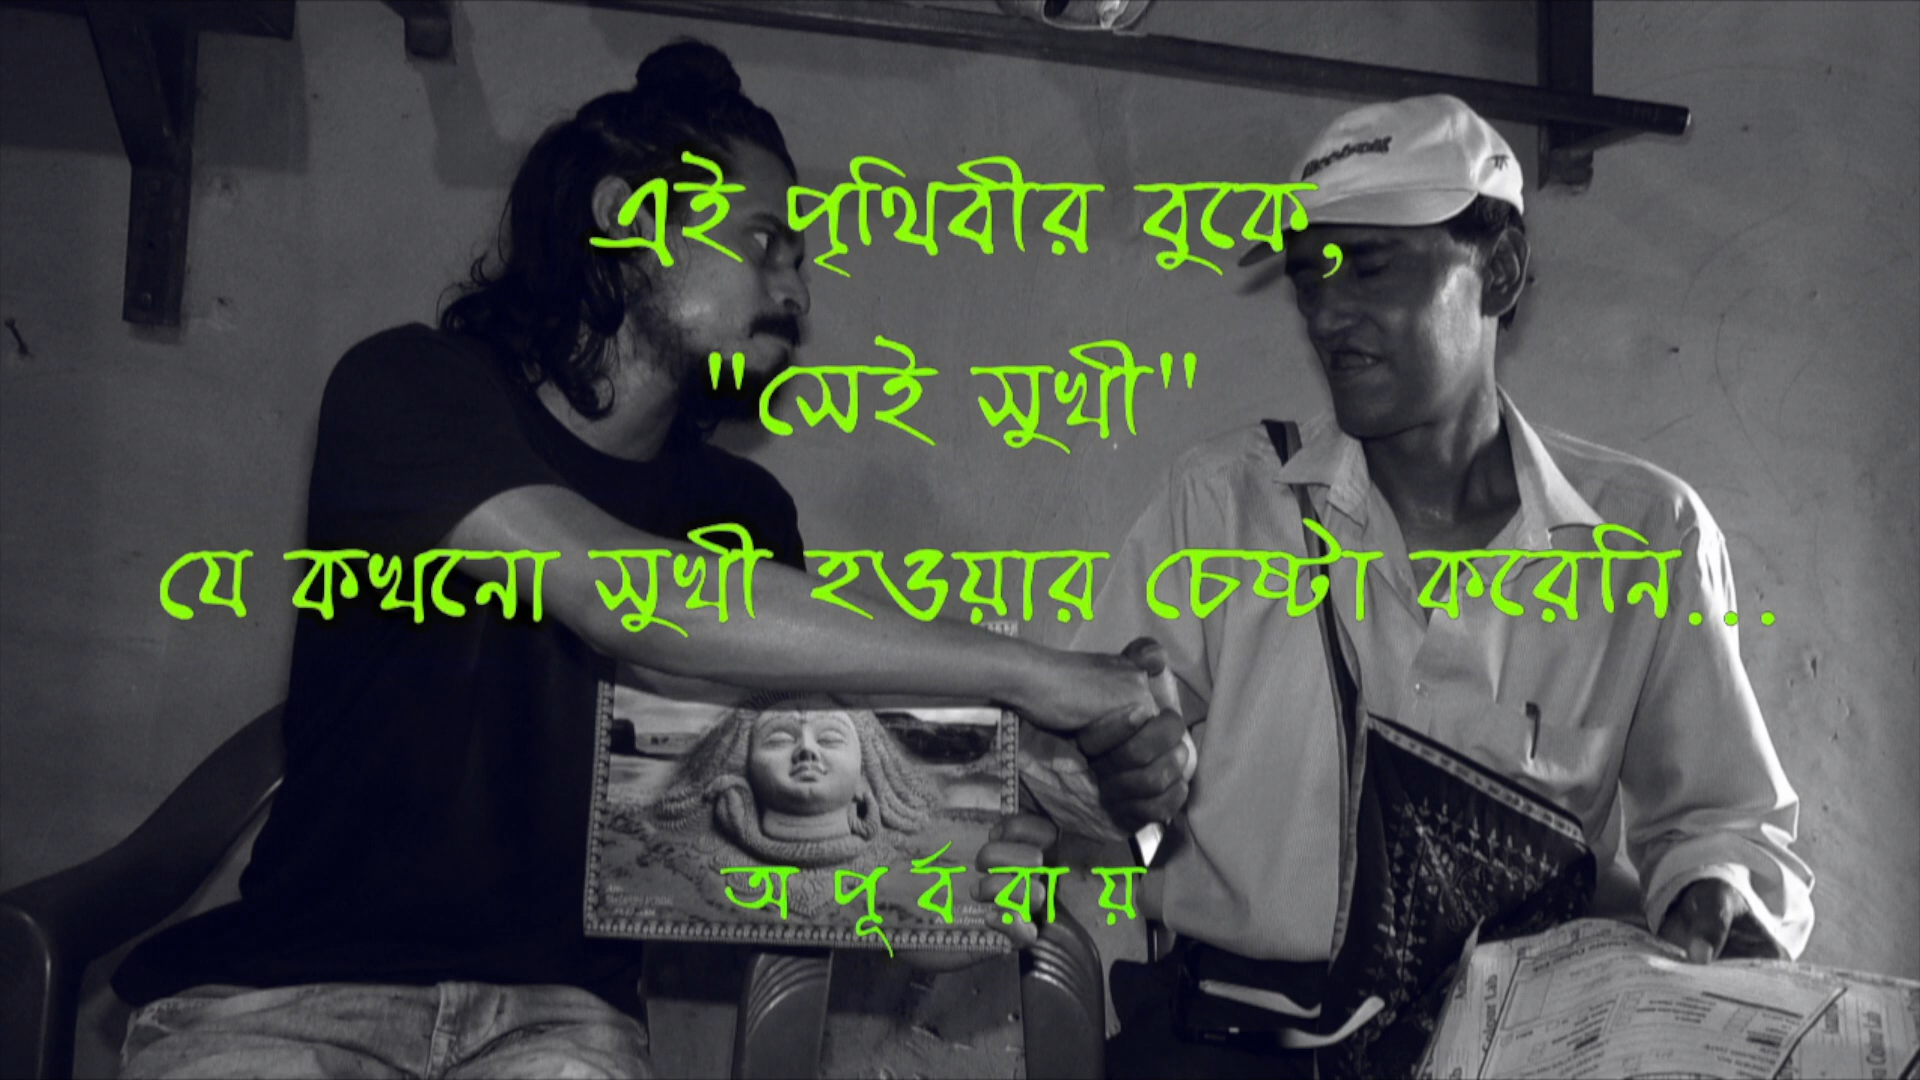 এই পৃথিবীর বুকে,
"সেই সুখী"
যে কখনো সুখী হওয়ার চেষ্টা করেনি...
অ পূ র্ব রা য়